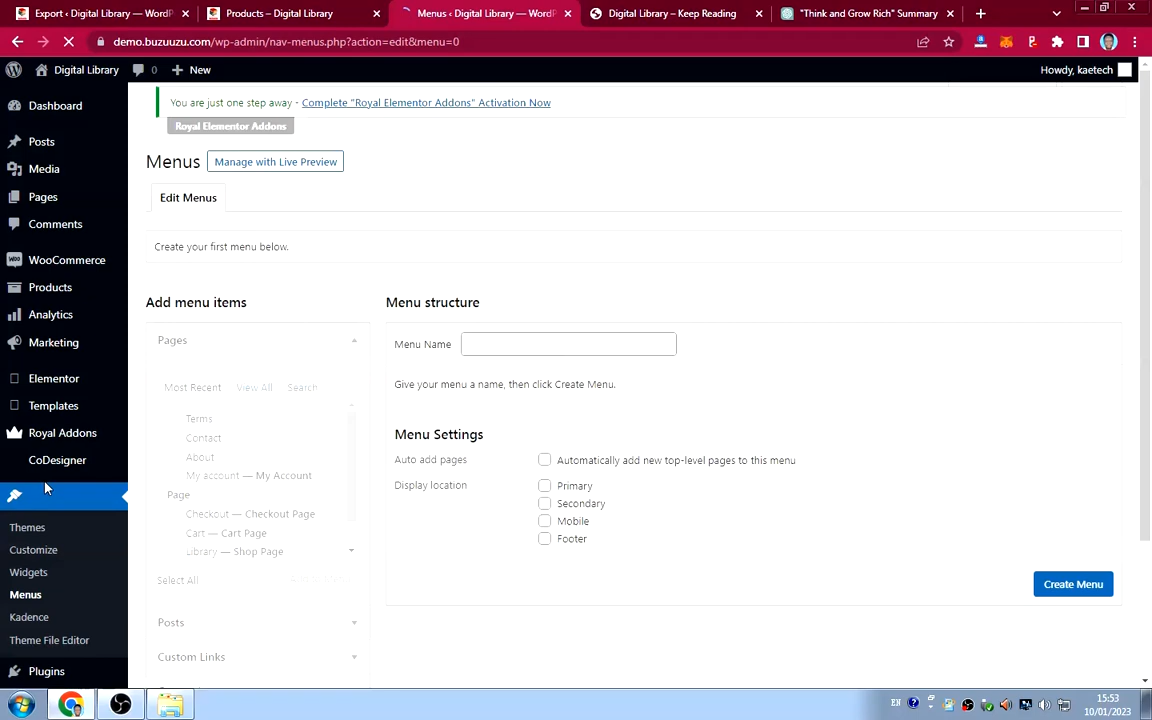 Export ‹ Digital Library — WordP
Products – Digital Library
Menus ‹ Digital Library — WordP
Digital Library – Keep Reading
"Think and Grow Rich" Summary
demo.buzuuzu.com/wp-admin/nav-menus.php?action=edit&menu=0
Digital Library
0
New
Howdy, kaetech
Dashboard
Posts
Media
Pages
Comments
WooCommerce
Products
Analytics
Marketing
Elementor
Templates
Royal Addons
CoDesigner
Themes
Customize
Widgets
Menus
Kadence
Theme File Editor
Plugins
You are just one step away - Complete "Royal Elementor Addons" Activation Now
Royal Elementor Addons
Menus
Manage with Live Preview
Edit Menus
Create your first menu below.
Add menu items
Pages
Most Recent
View All
Search
Terms
Contact
About
My account — My Account
Page
Checkout — Checkout Page
Cart — Cart Page
Library — Shop Page
Select All
Posts
Custom Links
Menu structure
Menu Name
Give your menu a name, then click Create Menu.
Menu Settings
Auto add pages
Automatically add new top-level pages to this menu
Display location
Primary
Secondary
Mobile
Footer
Create Menu
EN
15:53
10/01/2023